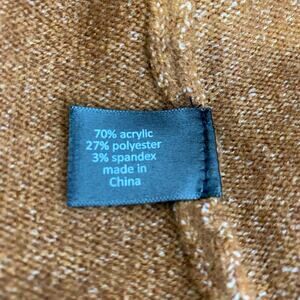 70% acrylic
27% polyester
3% spandex
made in
China